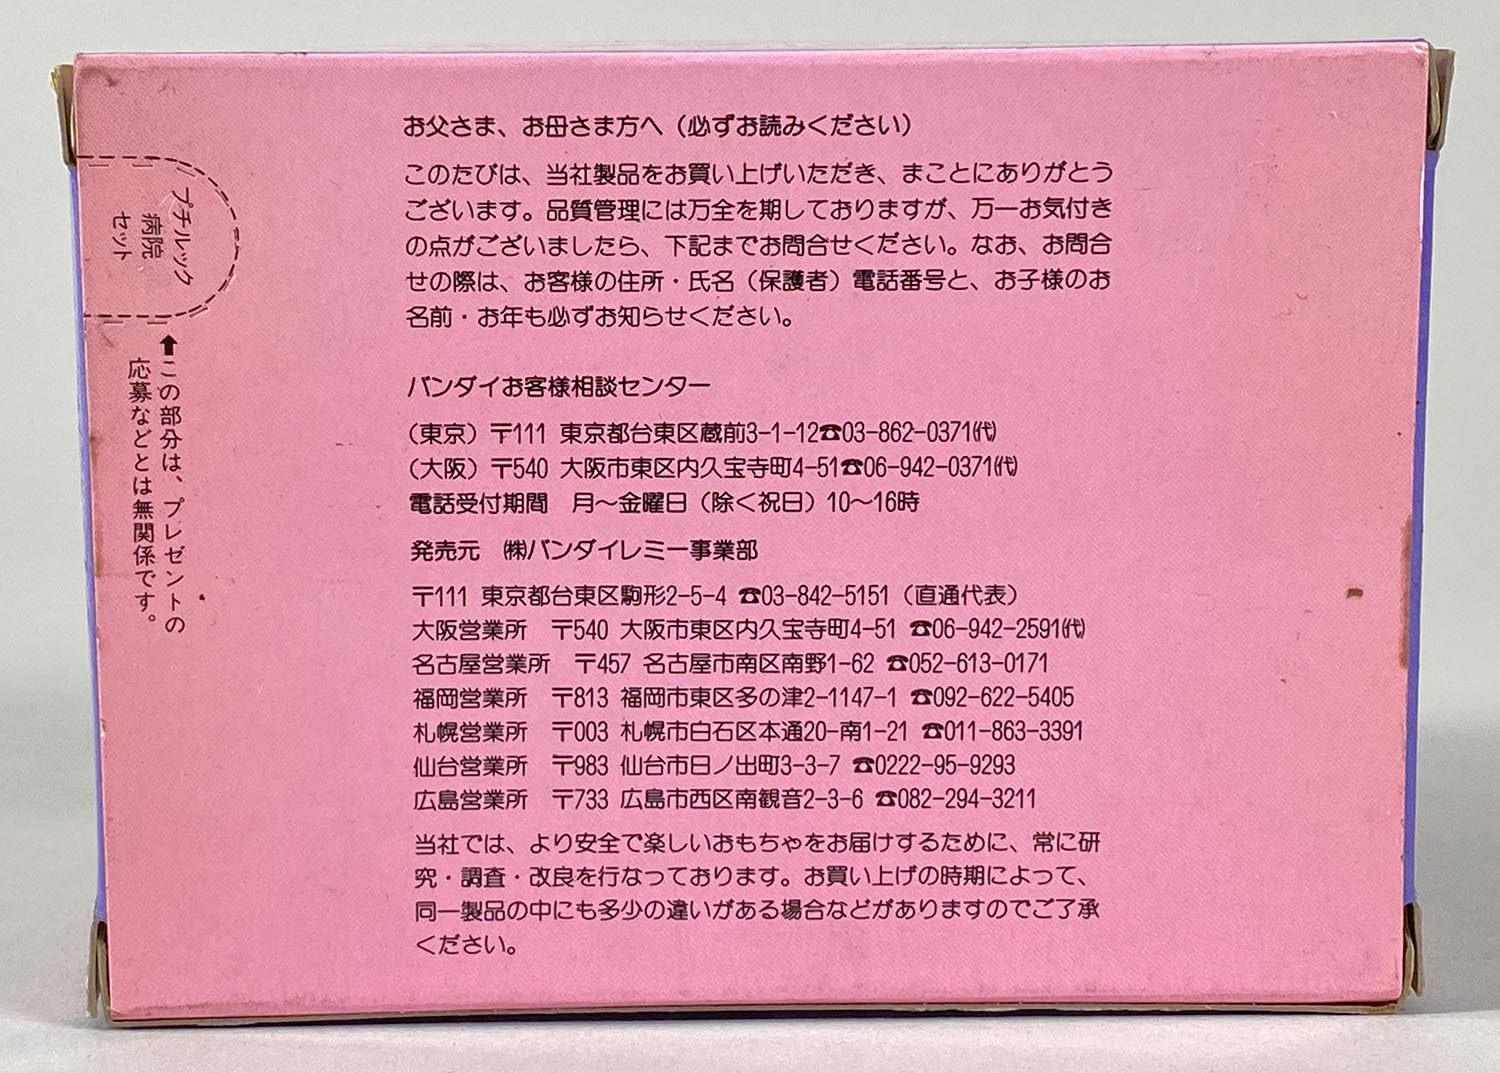 お父さま、お母さま方へ（必ずお読みください）
このたびは、当社製品をお買い上げいただき、まことにありがとう
ございます。品質管理には万全を期しておりますが、万一お気付き
の点がございましたら、下記までお問合せください。なお、お問合
せの際は、お客様の住所・氏名（保護者）電話番号と、お子様のお
名前・お年も必ずお知らせください。
バンダイお客様相談センター
（東京）〒111 東京都台東区蔵前3-1-12☎03-862-0371㈹
（大阪）〒540 大阪市東区内久宝寺町4-51☎06-942-0371㈹
電話受付期間　月～金曜日（除く祝日）10～16時
発売元　㈱バンダイレミー事業部
〒111 東京都台東区駒形2-5-4 ☎03-842-5151（直通代表）
大阪営業所　〒540 大阪市東区内久宝寺町4-51 ☎06-942-2591㈹
名古屋営業所　〒457 名古屋市南区南野1-62 ☎052-613-0171
福岡営業所　〒813 福岡市東区多の津2-1147-1 ☎092-622-5405
札幌営業所　〒003 札幌市白石区本通20-南1-21 ☎011-863-3391
仙台営業所　〒983 仙台市日ノ出町3-3-7 ☎0222-95-9293
広島営業所　〒733 広島市西区南観音2-3-6 ☎082-294-3211
当社では、より安全で楽しいおもちゃをお届けするために、常に研
究・調査・改良を行なっております。お買い上げの時期によって、
同一製品の中にも多少の違いがある場合などがありますのでご了承
ください。
プチルック
病院
セット
⬆この部分は、プレゼントの
応募などとは無関係です。